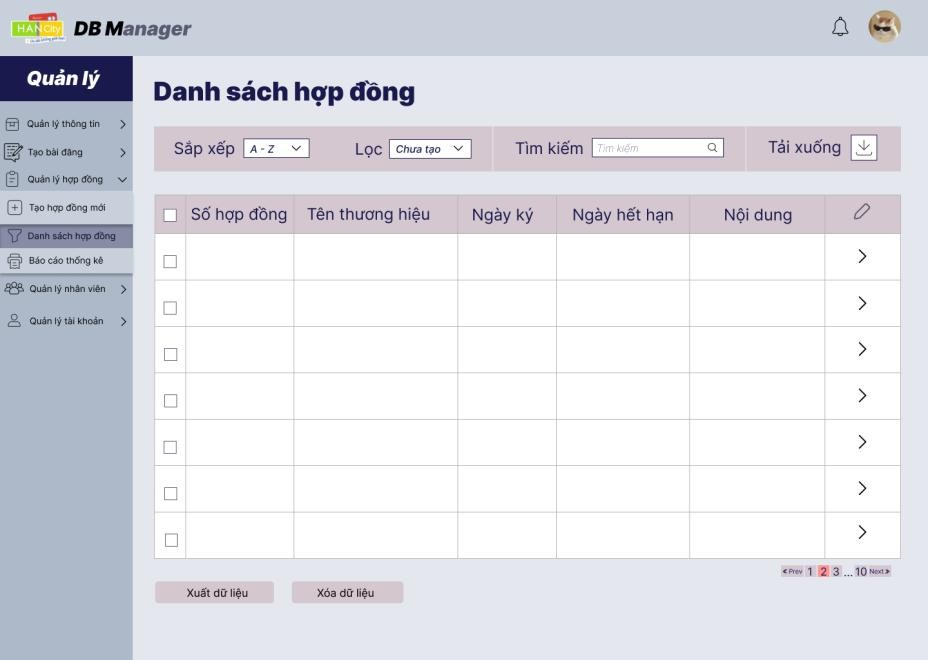 HANCity
DB Manager
Quản lý
Quản lý thông tin
Tạo bài đăng
Quản lý hợp đồng
Tạo hợp đồng mới
Danh sách hợp đồng
Báo cáo thống kê
Quản lý nhân viên
Quản lý tài khoản
Danh sách hợp đồng
Sắp xếp A - Z Lọc Chưa tạo Tìm kiếm Tìm kiếm Tải xuống
Số hợp đồng Tên thương hiệu Ngày ký Ngày hết hạn Nội dung
Prev 1 2 3 ... 10 Next
Xuất dữ liệu Xóa dữ liệu